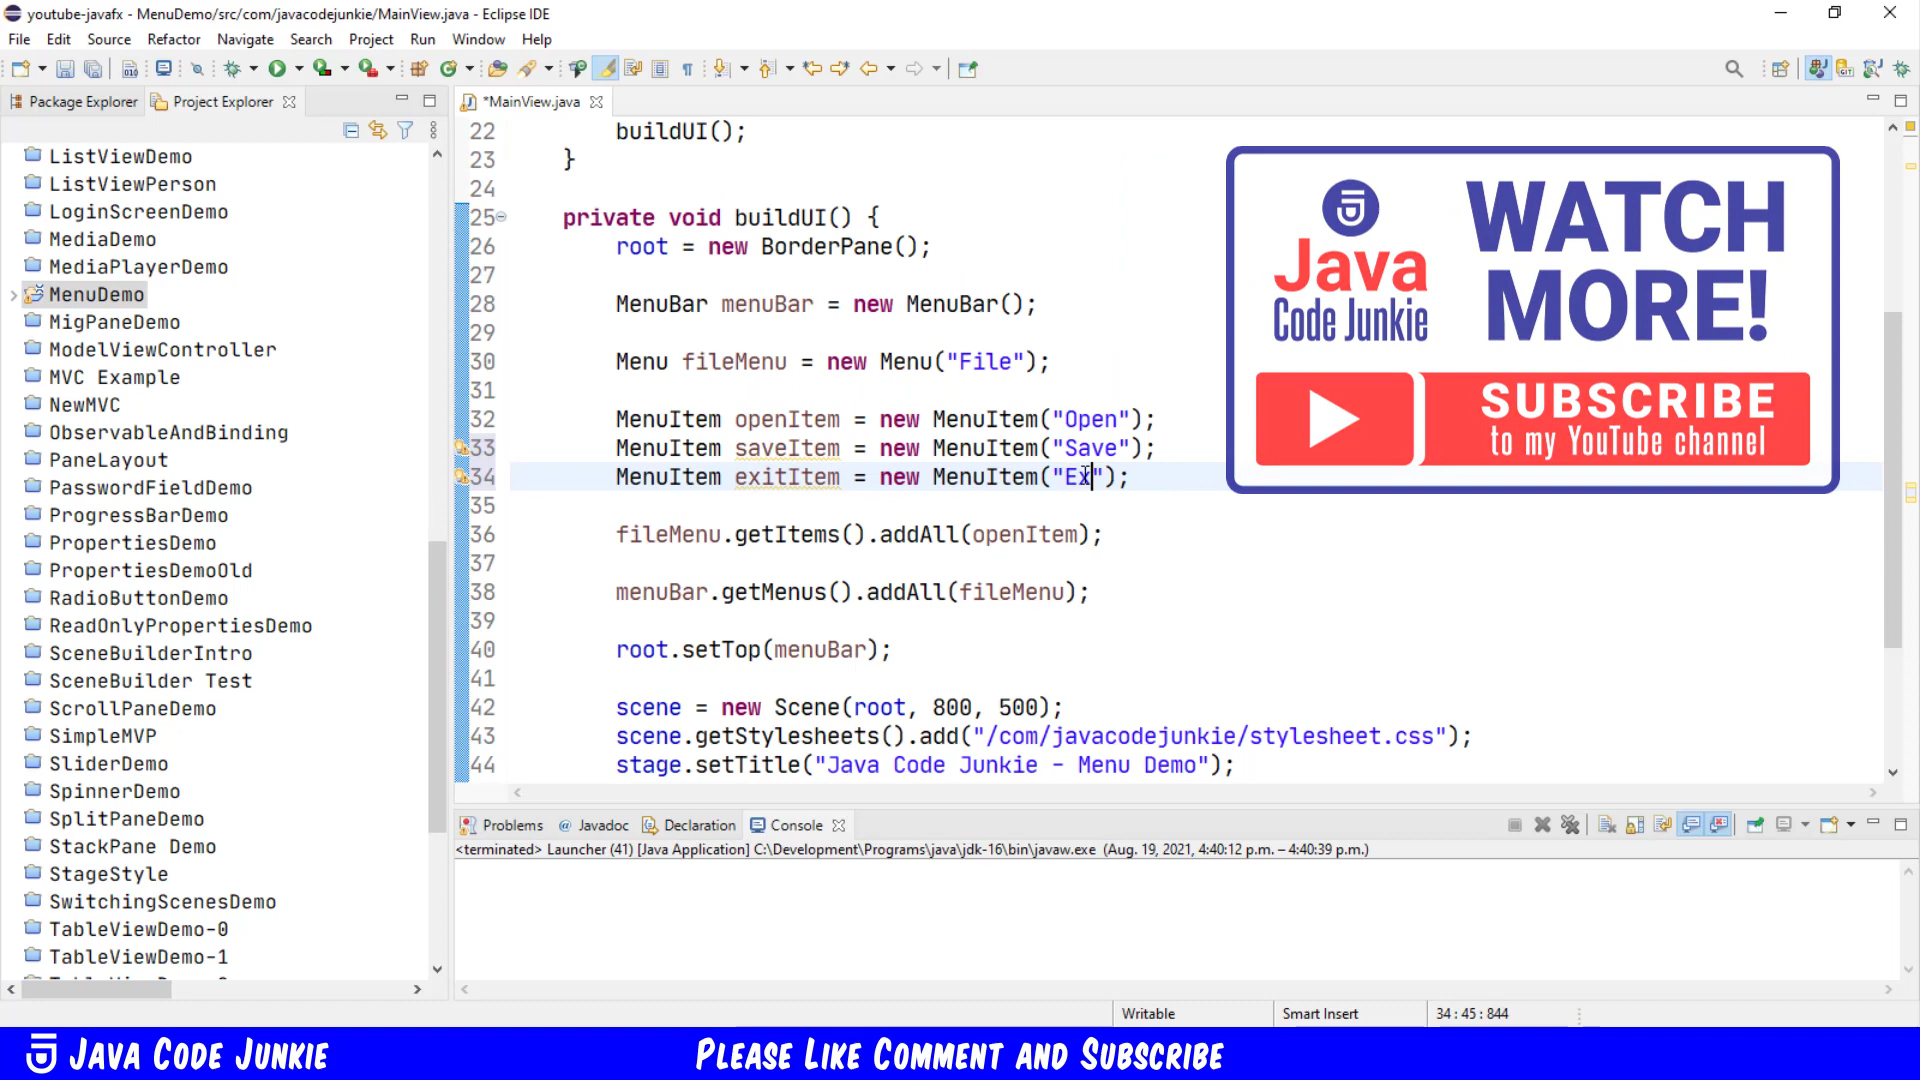 youtube-javafx - MenuDemo/src/com/javacodejunkie/MainView.java - Eclipse IDE
File Edit Source Refactor Navigate Search Project Run Window Help
Package Explorer Project Explorer
*MainView.java
ListViewDemo
ListViewPerson
LoginScreenDemo
MediaDemo
MediaPlayerDemo
MenuDemo
MigPaneDemo
ModelViewController
MVC Example
NewMVC
ObservableAndBinding
PaneLayout
PasswordFieldDemo
ProgressBarDemo
PropertiesDemo
PropertiesDemoOld
RadioButtonDemo
ReadOnlyPropertiesDemo
SceneBuilderIntro
SceneBuilder Test
ScrollPaneDemo
SimpleMVP
SliderDemo
SpinnerDemo
SplitPaneDemo
StackPane Demo
StageStyle
SwitchingScenesDemo
TableViewDemo-0
TableViewDemo-1
22 buildUI();
23 }
24
25 private void buildUI() {
26 root = new BorderPane();
27
28 MenuBar menuBar = new MenuBar();
29
30 Menu fileMenu = new Menu("File");
31
32 MenuItem openItem = new MenuItem("Open");
33 MenuItem saveItem = new MenuItem("Save");
34 MenuItem exitItem = new MenuItem("Ex");
35
36 fileMenu.getItems().addAll(openItem);
37
38 menuBar.getMenus().addAll(fileMenu);
39
40 root.setTop(menuBar);
41
42 scene = new Scene(root, 800, 500);
43 scene.getStylesheets().add("/com/javacodejunkie/stylesheet.css");
44 stage.setTitle("Java Code Junkie - Menu Demo");
Java
Code Junkie
WATCH
MORE!
SUBSCRIBE
to my YouTube channel
Problems @ Javadoc Declaration Console
<terminated> Launcher (41) [Java Application] C:\Development\Programs\java\jdk-16\bin\javaw.exe (Aug. 19, 2021, 4:40:12 p.m. – 4:40:39 p.m.)
Writable Smart Insert 34 : 45 : 844
Java Code Junkie
Please Like Comment and Subscribe